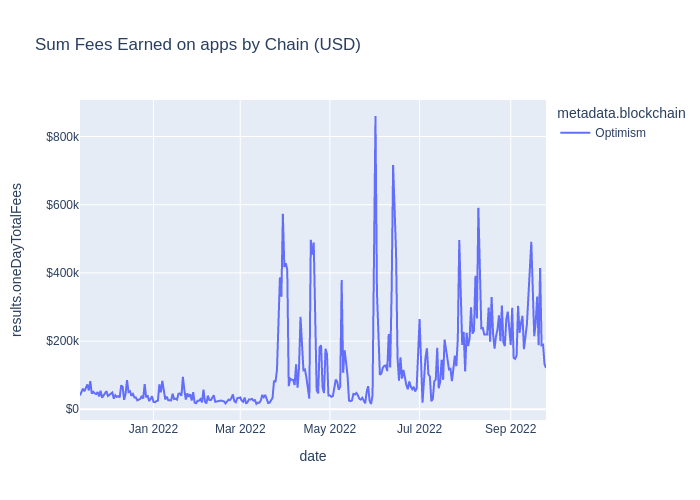 Sum Fees Earned on apps by Chain (USD)
metadata.blockchain
Optimism
results.oneDayTotalFees
$800k
$600k
$400k
$200k
$0
Jan 2022
Mar 2022
May 2022
Jul 2022
Sep 2022
date